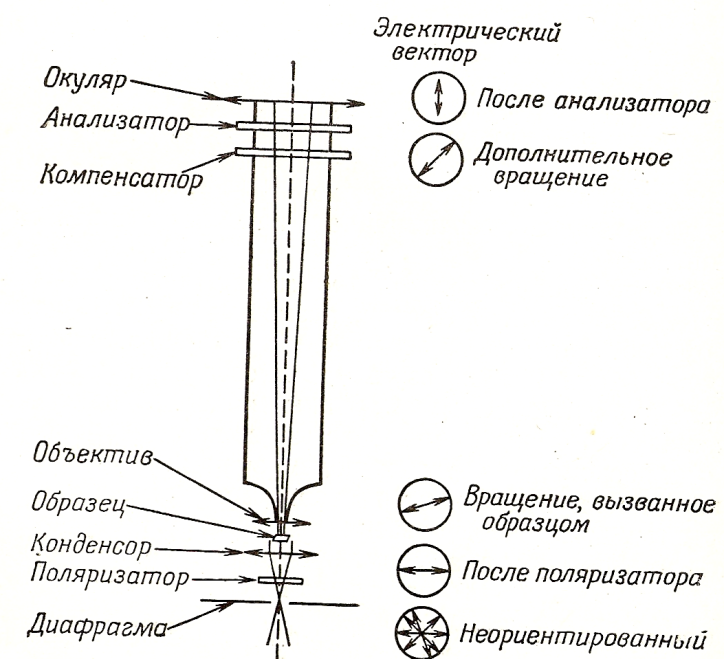 Электрический
вектор
Окуляр
После анализатора
Анализатор
Дополнительное
вращение
Компенсатор
Объектив
Вращение, вызванное
образцом
Образец
Конденсор
Поляризатор
После поляризатора
Диафрагма
Неориентированный